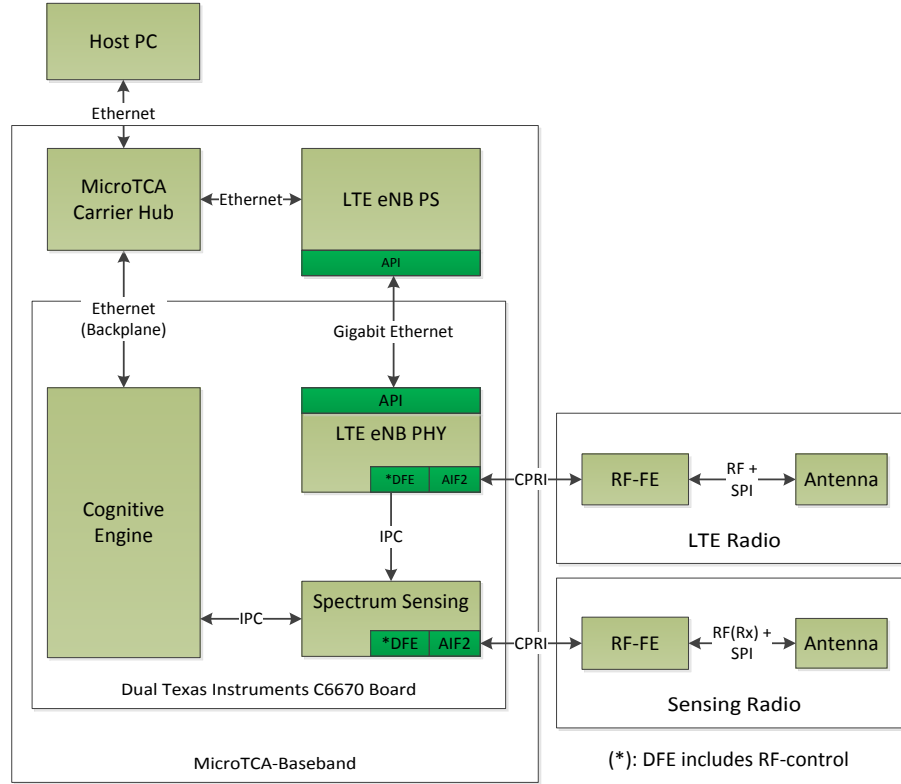 Host PC
Ethernet
MicroTCA
Carrier Hub
Ethernet
LTE eNB PS
API
Ethernet
(Backplane)
Gigabit Ethernet
API
LTE eNB PHY
*DFE
AIF2
CPRI
RF-FE
RF +
SPI
Antenna
LTE Radio
Cognitive
Engine
IPC
IPC
Spectrum Sensing
*DFE
AIF2
CPRI
RF-FE
RF(Rx) +
SPI
Antenna
Sensing Radio
Dual Texas Instruments C6670 Board
MicroTCA-Baseband
(*): DFE includes RF-control